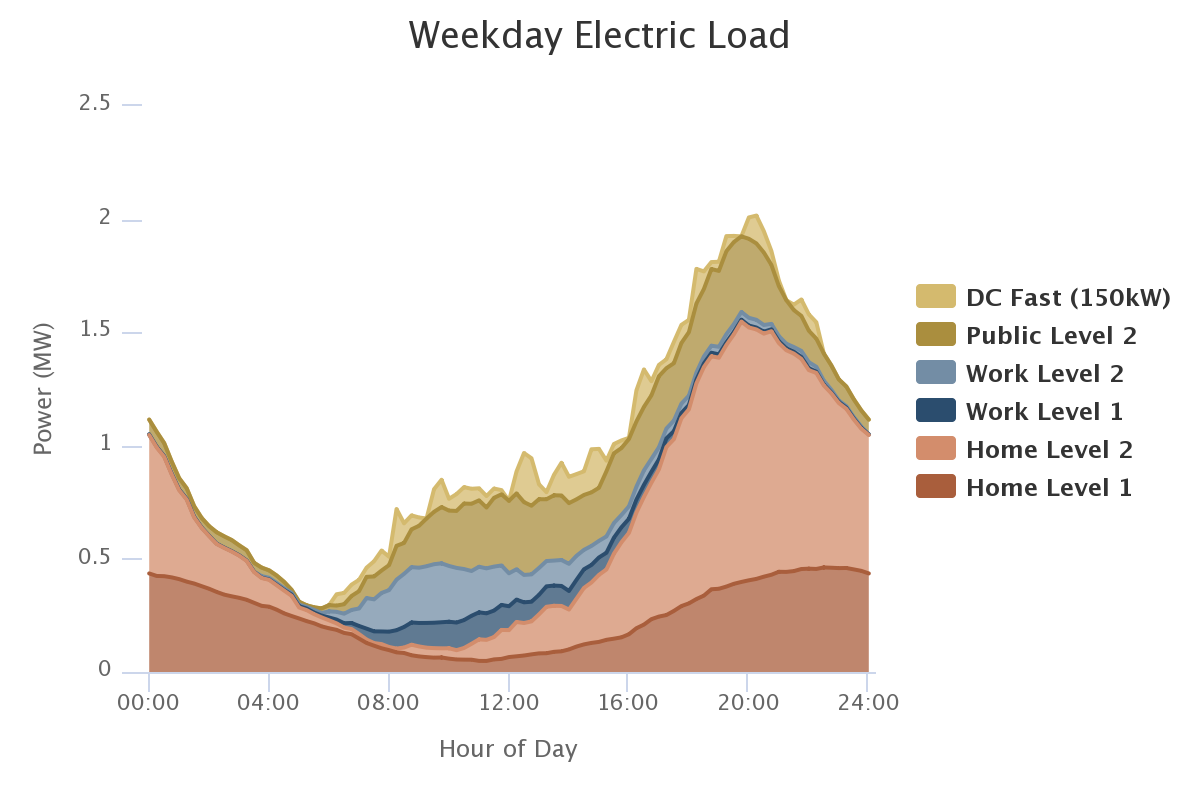 Weekday Electric Load
2.5
2
1.5
1
0.5
0
Power (MW)
00:00
04:00
08:00
12:00
16:00
20:00
24:00
Hour of Day
DC Fast (150kW)
Public Level 2
Work Level 2
Work Level 1
Home Level 2
Home Level 1